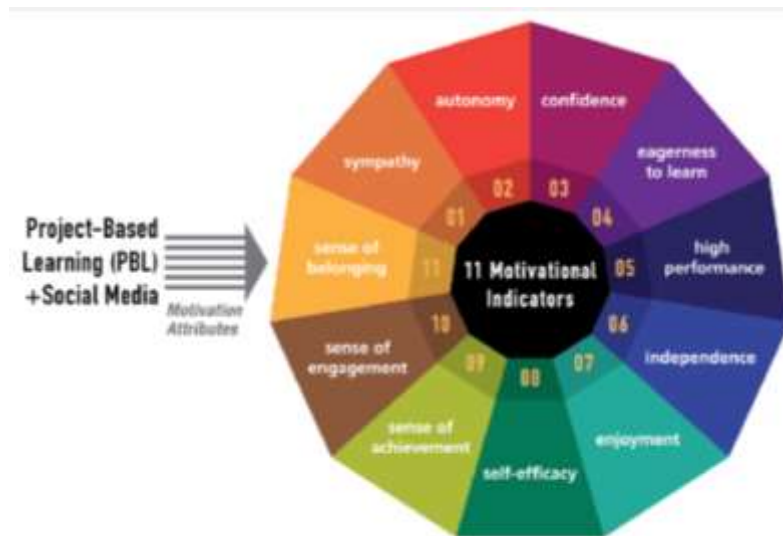 Project-Based
Learning (PBL)
+Social Media
Motivation
Attributes
11 Motivational
Indicators
01
sympathy
02
autonomy
03
confidence
04
eagerness
to learn
05
high
performance
06
independence
07
enjoyment
08
self-efficacy
09
sense of
achievement
10
sense of
engagement
11
sense of
belonging